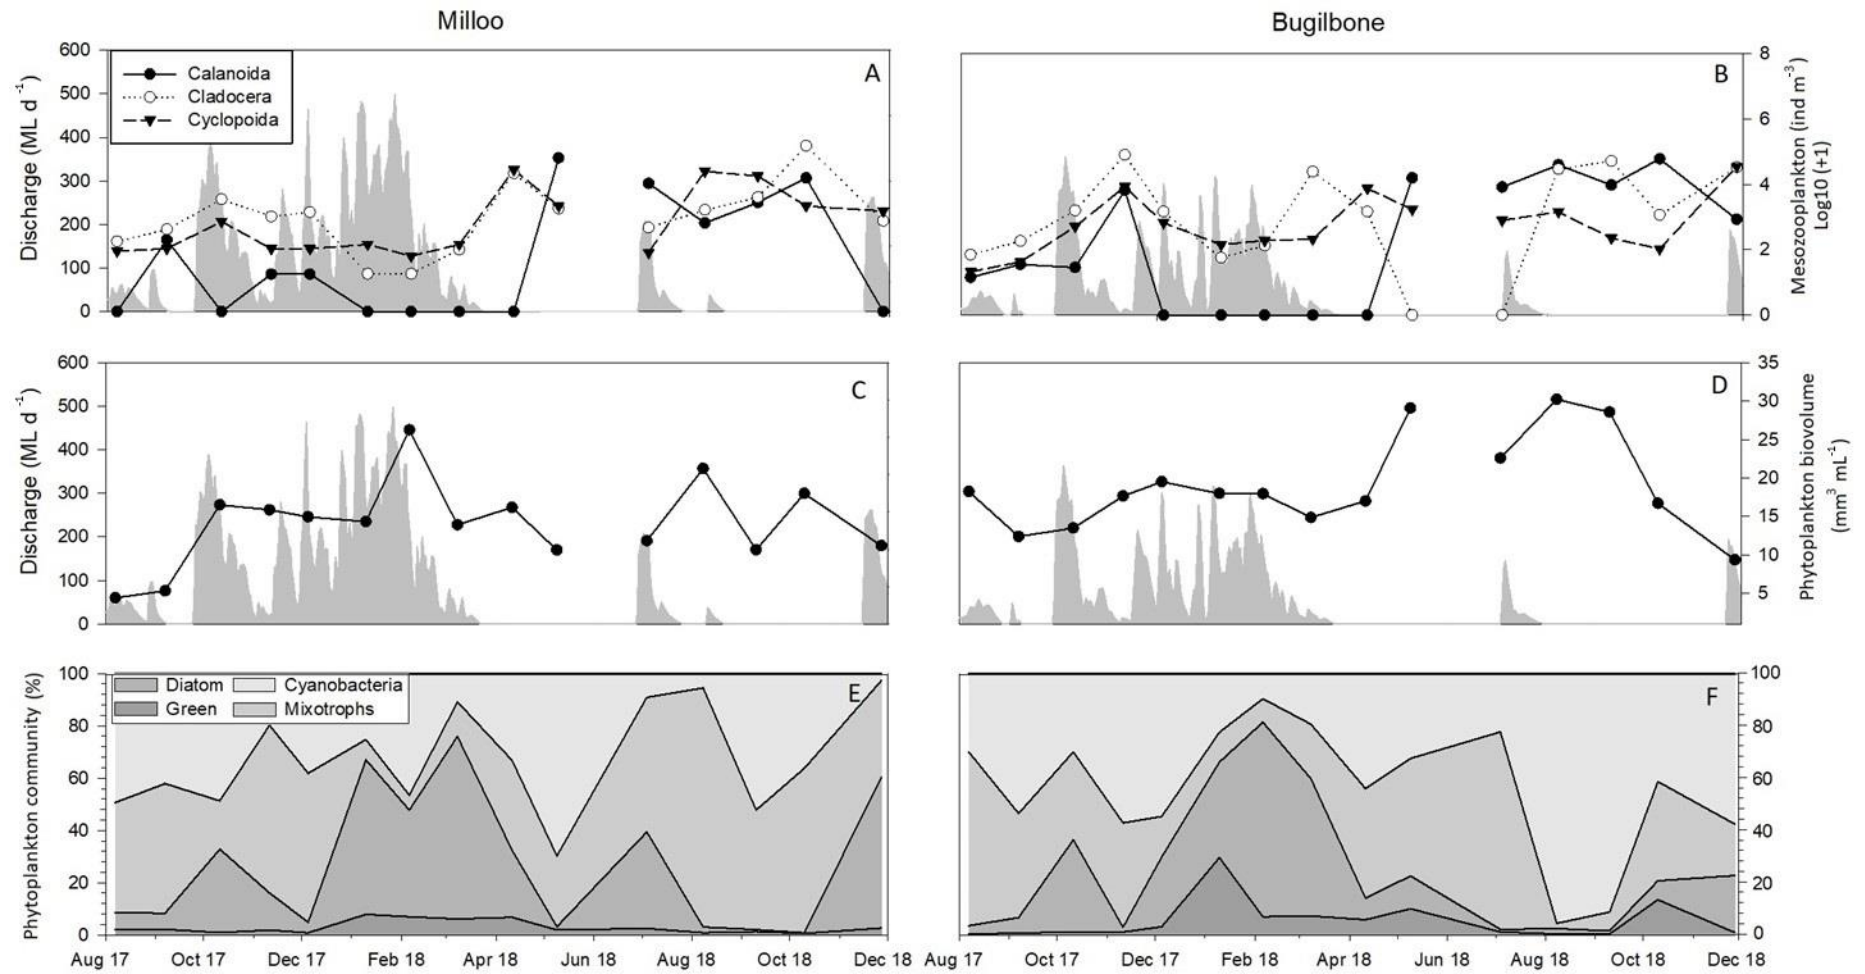 Milloo
Bugilbone
600
500
400
300
200
100
0
Discharge (ML d⁻¹)
Calanoida
Cladocera
Cyclopoida
A
B
8
6
4
2
0
Mesozooplankton (ind m⁻³)
Log10 (+1)
600
500
400
300
200
100
0
Discharge (ML d⁻¹)
C
D
35
30
25
20
15
10
5
Phytoplankton biovolume
(mm³ mL⁻¹)
100
80
60
40
20
0
Phytoplankton community (%)
Diatom
Cyanobacteria
Green
Mixotrophs
E
F
100
80
60
40
20
0
Aug 17 Oct 17 Dec 17 Feb 18 Apr 18 Jun 18 Aug 18 Oct 18 Dec 18
Aug 17 Oct 17 Dec 17 Feb 18 Apr 18 Jun 18 Aug 18 Oct 18 Dec 18